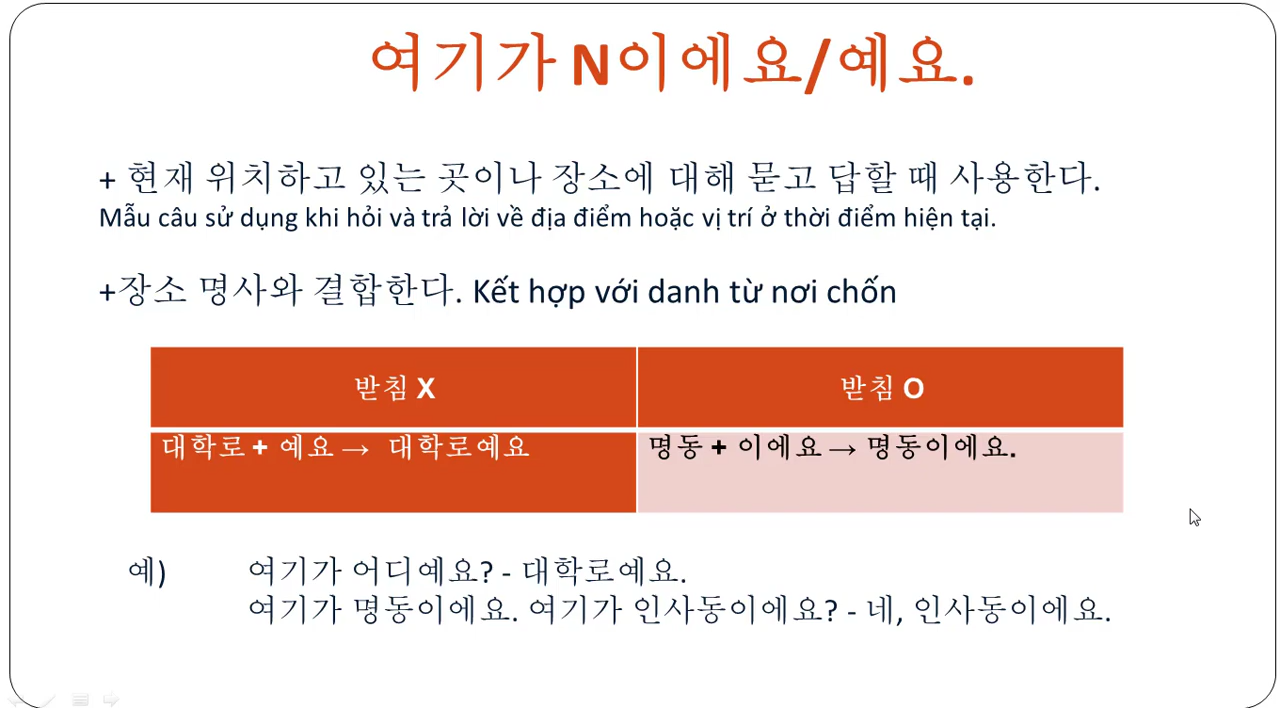 여기가 N이에요/예요.
+ 현재 위치하고 있는 곳이나 장소에 대해 묻고 답할 때 사용한다.
Mẫu câu sử dụng khi hỏi và trả lời về địa điểm hoặc vị trí ở thời điểm hiện tại.
+장소 명사와 결합한다. Kết hợp với danh từ nơi chốn
받침 X
받침 O
대학로 + 예요 → 대학로예요
명동 + 이에요 → 명동이에요.
예) 여기가 어디예요? - 대학로예요.
여기가 명동이에요. 여기가 인사동이에요? - 네, 인사동이에요.